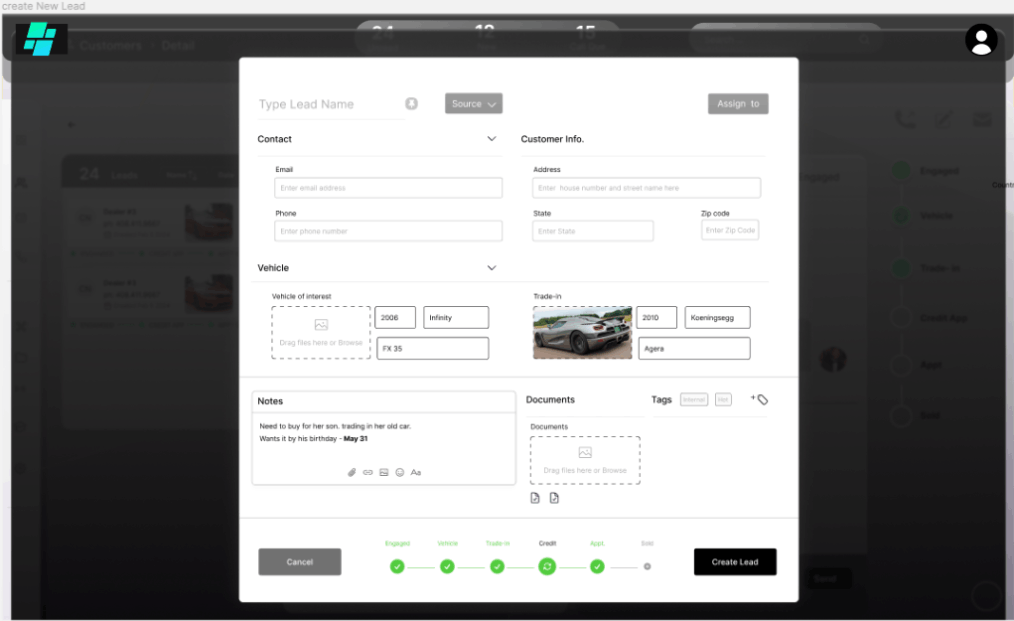 create New Lead
24
12
15
Customers
Detail
Type Lead Name
Source
Assign to
Contact
Customer Info.
Email
Address
Enter email address
Enter house number and street name here
Phone
State
Zip code
Enter phone number
Enter State
Enter Zip Code
Vehicle
Vehicle of interest
Trade-in
2006
Infinity
2010
Koeningsegg
Drag files here or Browse
FX 35
Agera
Notes
Documents
Tags
Need to buy for her son. trading in her old car.
Wants it by his birthday - May 31
Documents
Drag files here or Browse
Aa
Engaged
Vehicle
Trade-in
Credit
Appt.
Sold
Cancel
Create Lead
24 Leads
Engaged
Vehicle
Trade-in
Credit App
Appt
Sold
Send